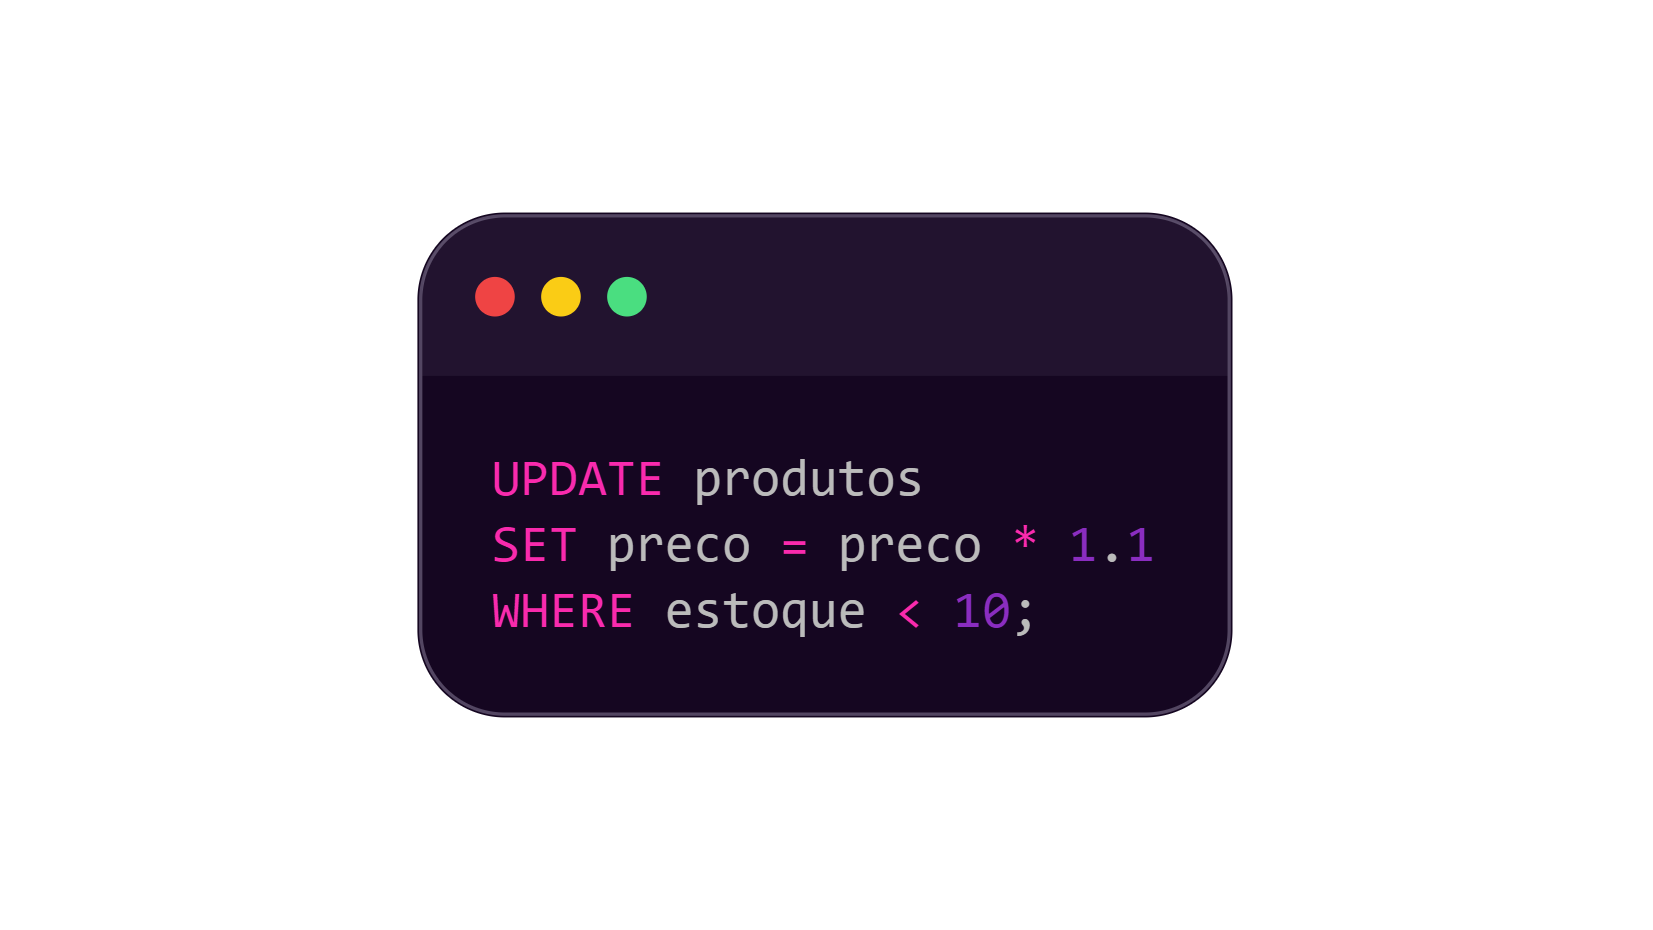 UPDATE produtos
SET preco = preco * 1.1
WHERE estoque < 10;